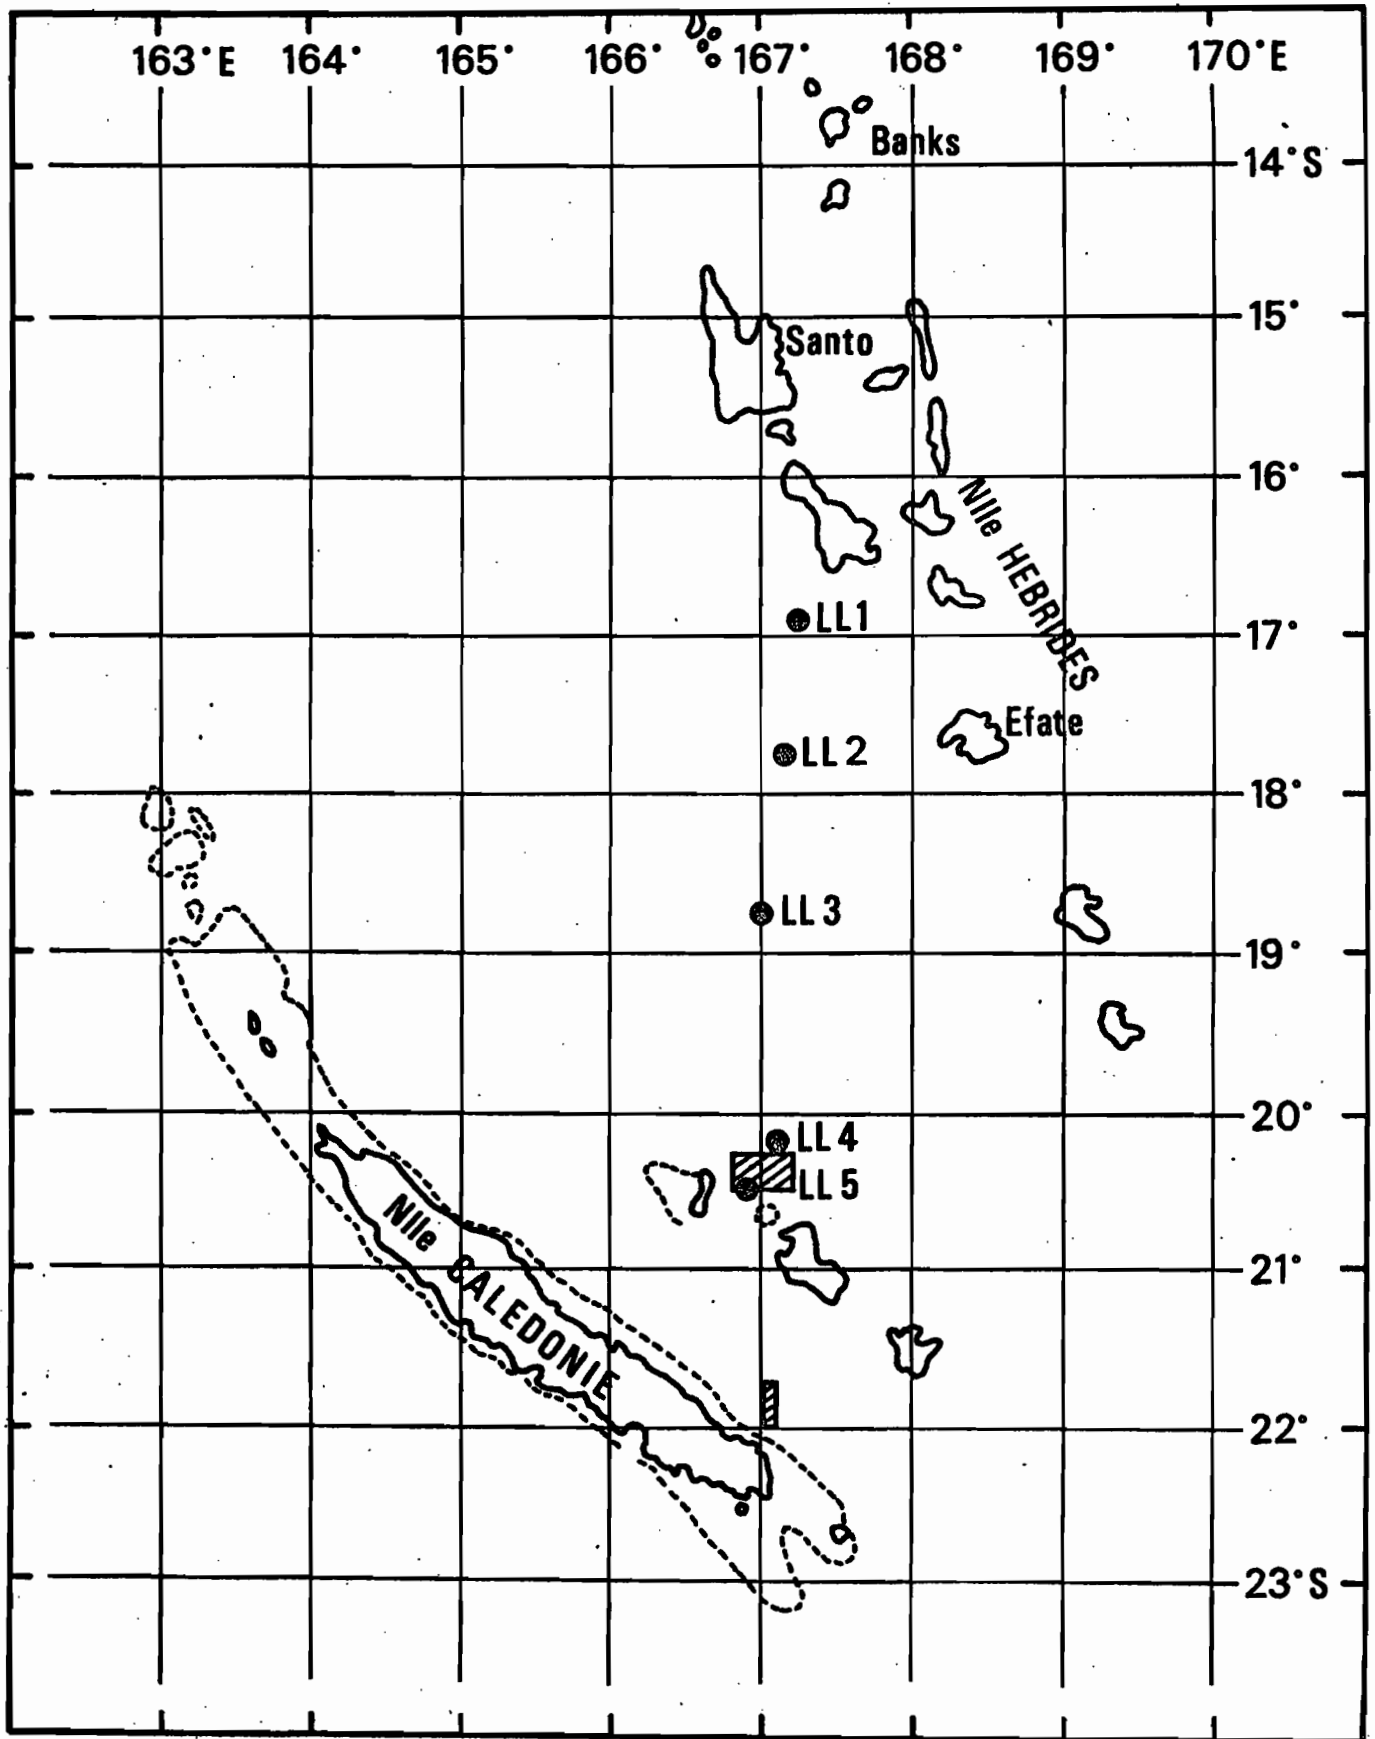 163°E 164° 165° 166° 167° 168° 169° 170°E
Banks
14°S
15°
Santo
16°
Nlle HEBRIDES
LL1
17°
Efate
LL2
18°
LL3
19°
20°
LL4
LL5
Nlle CALEDONIE
21°
22°
23°S